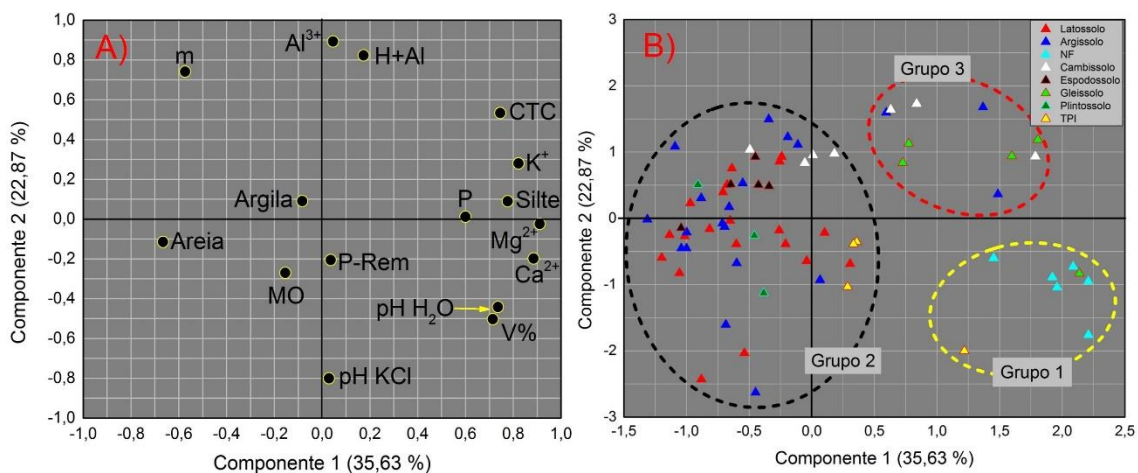 A)
Al³⁺
H+Al
m
CTC
K⁺
Argila
P
Silte
Areia
Mg²⁺
P-Rem
Ca²⁺
MO
pH H₂O
V%
pH KCl
1,0
0,8
0,6
0,4
0,2
0,0
-0,2
-0,4
-0,6
-0,8
-1,0
-1,0 -0,8 -0,6 -0,4 -0,2 0,0 0,2 0,4 0,6 0,8 1,0
Componente 2 (22,87 %)
Componente 1 (35,63 %)
B)
Latossolo
Argissolo
NF
Cambissolo
Espodossolo
Gleissolo
Plintossolo
TPI
Grupo 3
Grupo 2
Grupo 1
3
2
1
0
-1
-2
-3
-1,5 -1,0 -0,5 0,0 0,5 1,0 1,5 2,0 2,5
Componente 2 (22,87 %)
Componente 1 (35,63 %)